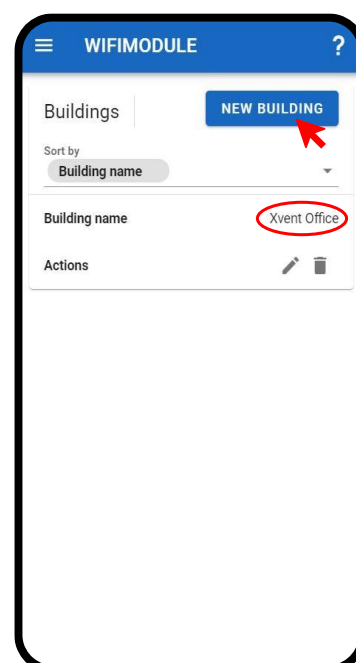 WIFIMODULE ?
Buildings NEW BUILDING
Sort by
Building name
Building name Xvent Office
Actions